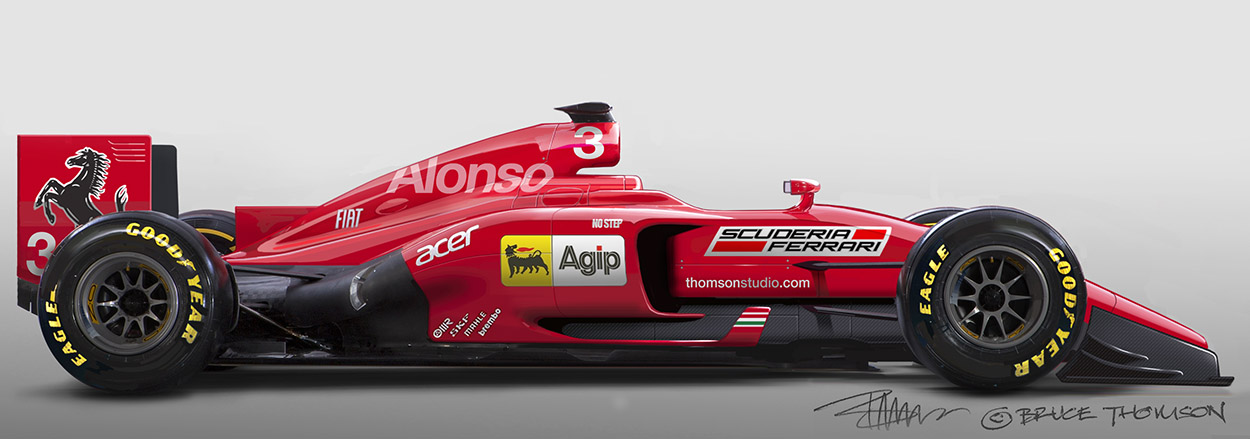 3
Alonso
FIAT
NO STEP
acer
Agip
SCUDERIA
FERRARI
thomsonstudio.com
3
SKF
MAHLE
brembo
GOODYEAR
EAGLE
EAGLE
GOODYEAR
© BRUCE THOMSON